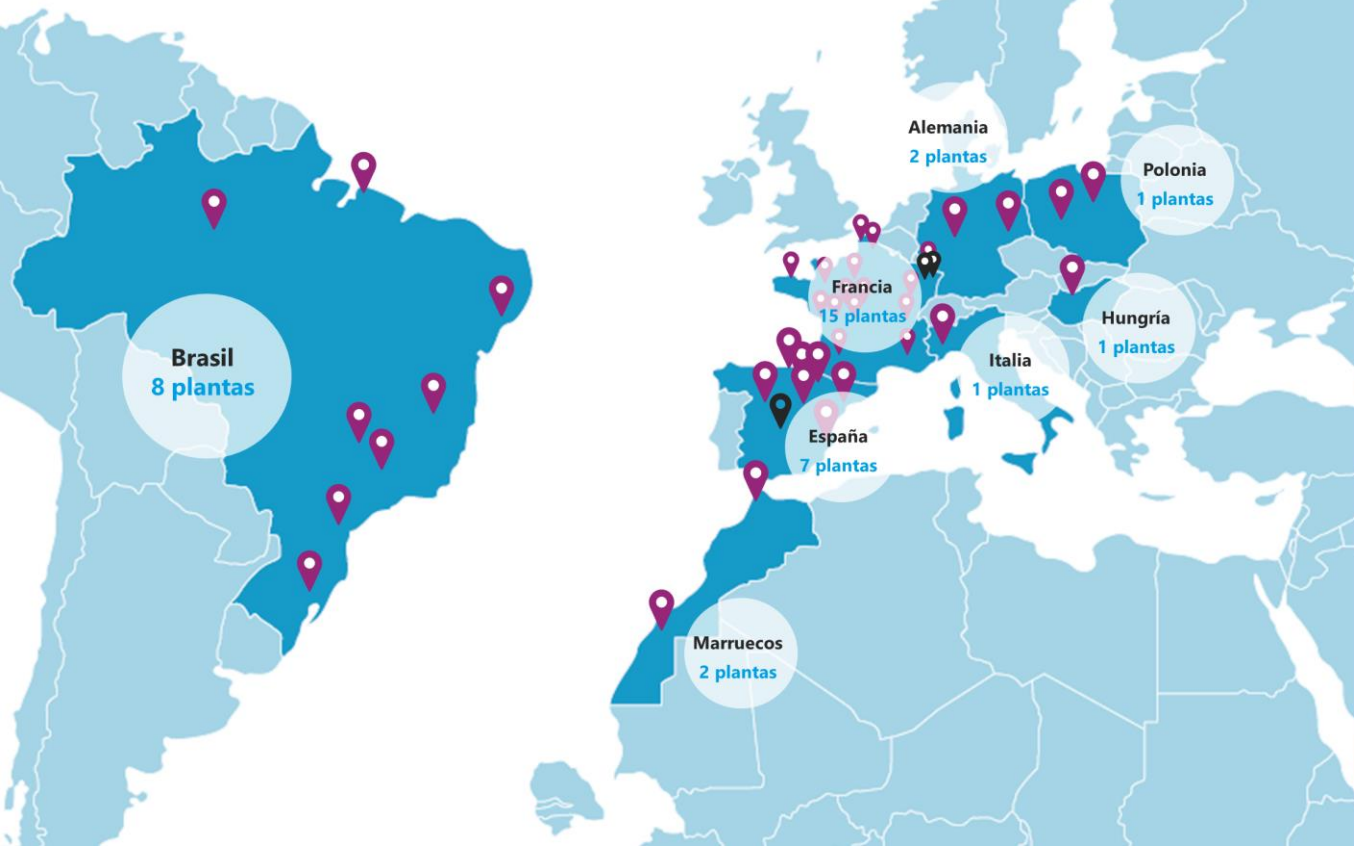 Brasil
8 plantas
Alemania
2 plantas
Polonia
1 plantas
Francia
15 plantas
Hungría
1 plantas
Italia
1 plantas
España
7 plantas
Marruecos
2 plantas